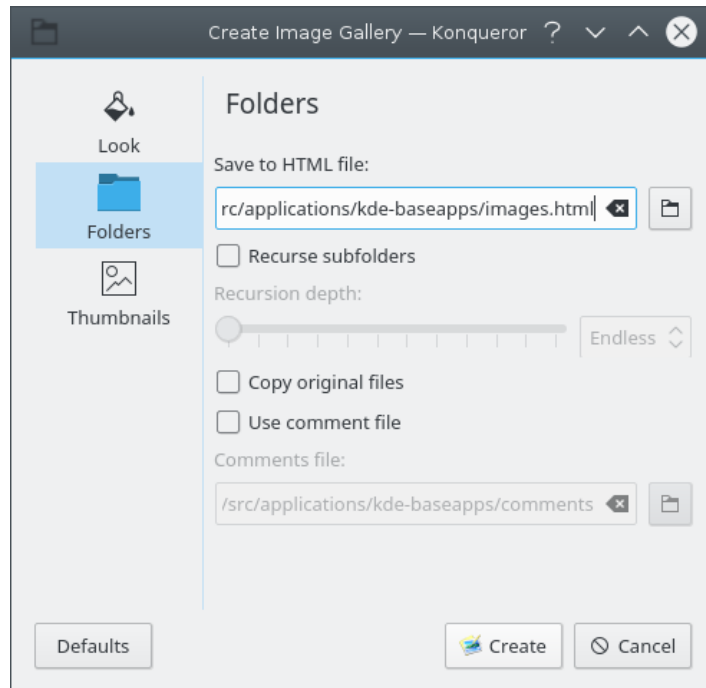 Create Image Gallery — Konqueror
Look
Folders
Thumbnails
Folders
Save to HTML file:
rc/applications/kde-baseapps/images.html
Recurse subfolders
Recursion depth:
Endless
Copy original files
Use comment file
Comments file:
/src/applications/kde-baseapps/comments
Defaults
Create
Cancel